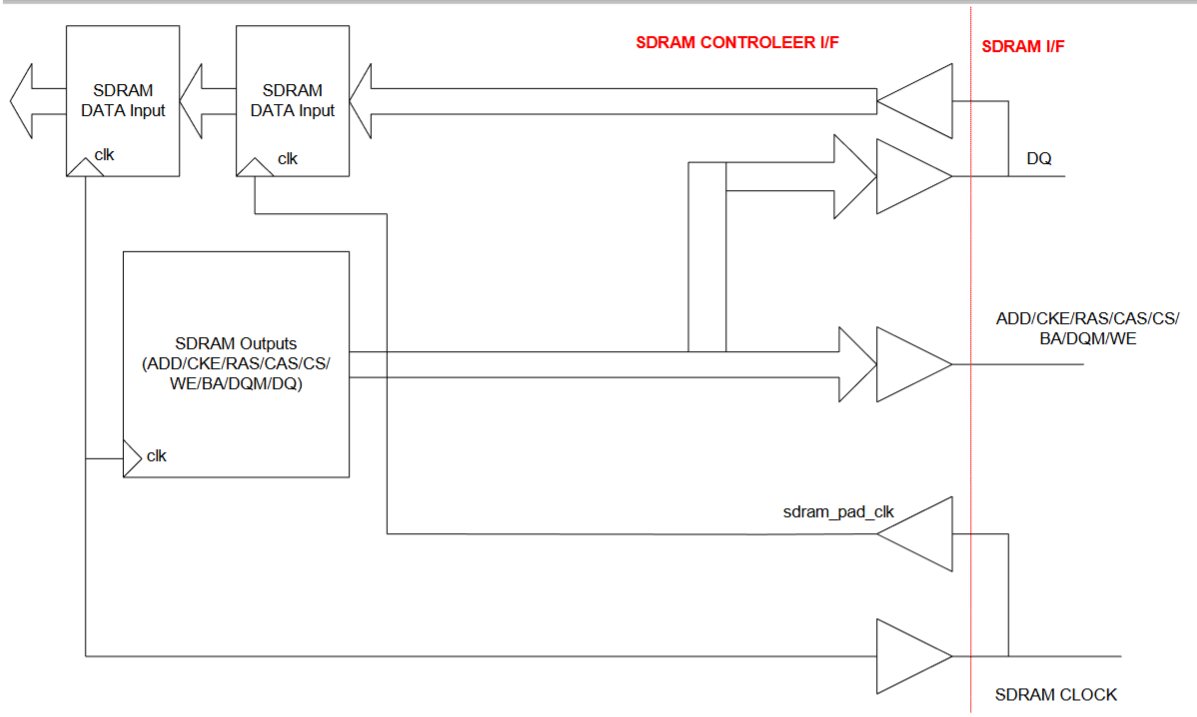 SDRAM CONTROLEER I/F
SDRAM I/F
SDRAM
DATA Input
clk
SDRAM
DATA Input
clk
DQ
SDRAM Outputs
(ADD/CKE/RAS/CAS/CS/
WE/BA/DQM/DQ)
clk
ADD/CKE/RAS/CAS/CS/
BA/DQM/WE
sdram_pad_clk
SDRAM CLOCK